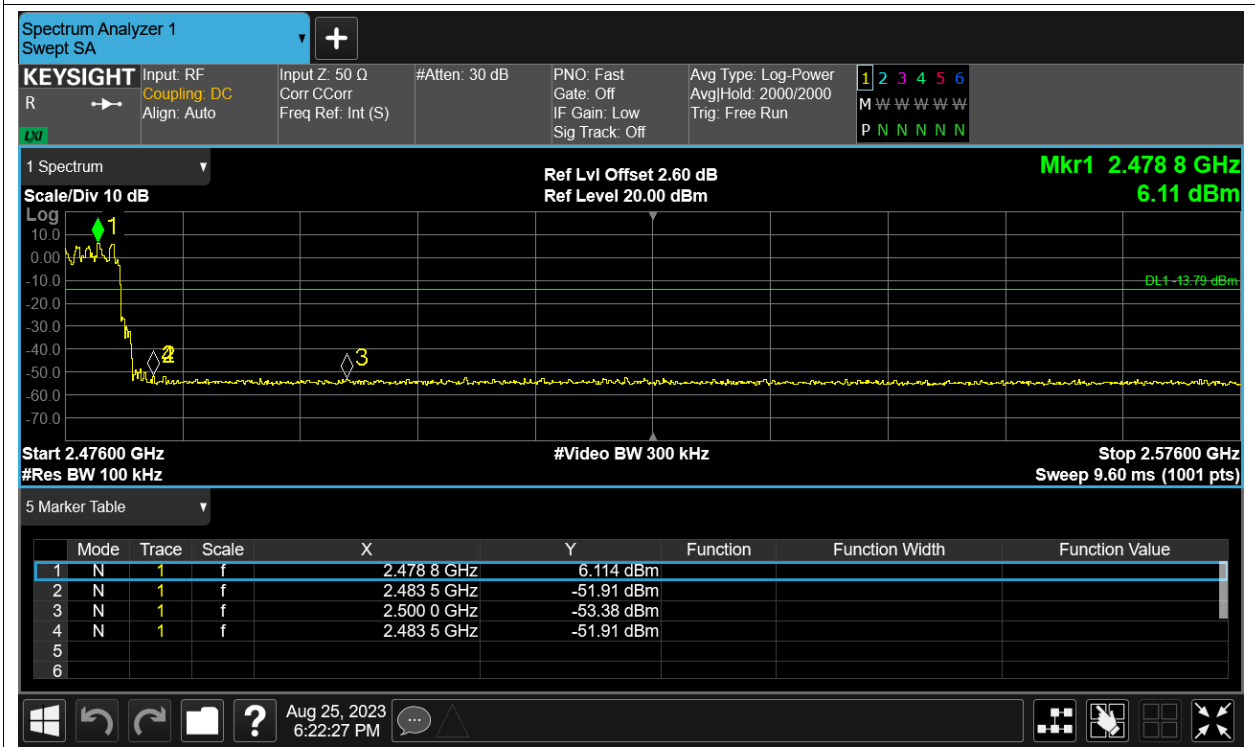 Spectrum Analyzer 1
Swept SA
KEYSIGHT Input: RF Input Z: 50 Ω #Atten: 30 dB PNO: Fast Avg Type: Log-Power 1 2 3 4 5 6
R Coupling: DC Corr CCorr Gate: Off Avg|Hold: 2000/2000 M W W W W W W
Align: Auto Freq Ref: Int (S) IF Gain: Low Trig: Free Run
LXI Sig Track: Off P N N N N N
1 Spectrum Ref Lvl Offset 2.60 dB Mkr1 2.478 8 GHz
Scale/Div 10 dB Ref Level 20.00 dBm 6.11 dBm
Log
1
10.0
0.00
-10.0 DL1 -13.79 dBm
-20.0
-30.0
-40.0 3
-50.0
-60.0
-70.0
Start 2.47600 GHz #Video BW 300 kHz Stop 2.57600 GHz
#Res BW 100 kHz Sweep 9.60 ms (1001 pts)
5 Marker Table
Mode Trace Scale X Y Function Function Width Function Value
1 N 1 f 2.478 8 GHz 6.114 dBm
2 N 1 f 2.483 5 GHz -51.91 dBm
3 N 1 f 2.500 0 GHz -53.38 dBm
4 N 1 f 2.483 5 GHz -51.91 dBm
5
6
? Aug 25, 2023
6:22:27 PM